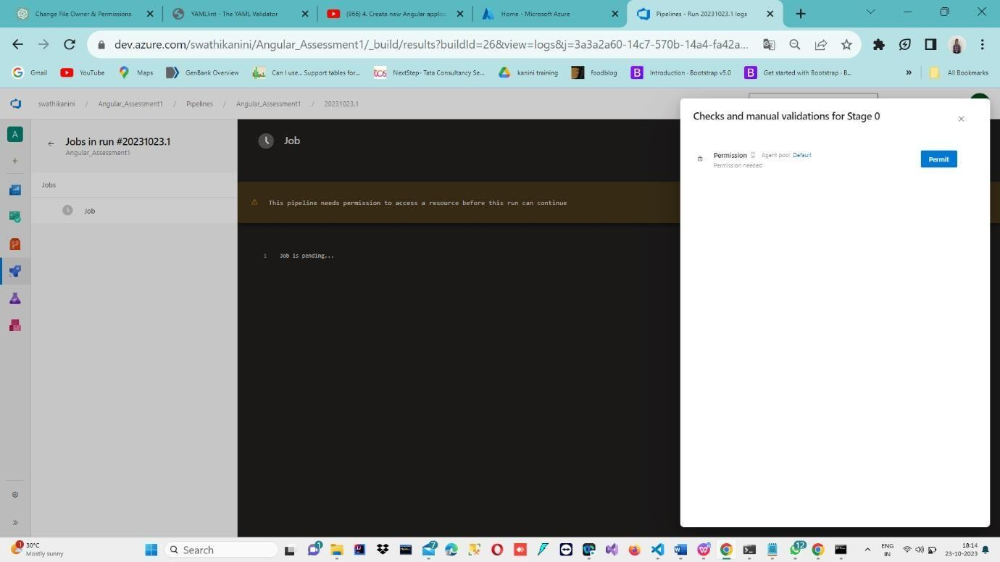 Change File Owner & Permissions
YAMLlint - The YAML Validator
(966) 4. Create new Angular applic
Home - Microsoft Azure
Pipelines - Run 20231023.1 logs
dev.azure.com/swathikanini/Angular_Assessment1/_build/results?buildId=26&view=logs&j=3a3a2a60-14c7-570b-14a4-fa42a...
Gmail
YouTube
Maps
GenBank Overview
Can I use... Support tables for...
NextStep- Tata Consultancy Se...
kanini training
foodblog
Introduction · Bootstrap v5.0
Get started with Bootstrap · B...
»
All Bookmarks
swathikanini / Angular_Assessment1 / Pipelines / Angular_Assessment1 / 20231023.1
A
Jobs in run #20231023.1
Angular_Assessment1
Jobs
Job
Job
This pipeline needs permission to access a resource before this run can continue
1 Job is pending...
Checks and manual validations for Stage 0
Permission Agent pool Default
Permission needed
Permit
1
30°C
Mostly sunny
Search
1
7
12
ENG
IN
18:14
23-10-2023